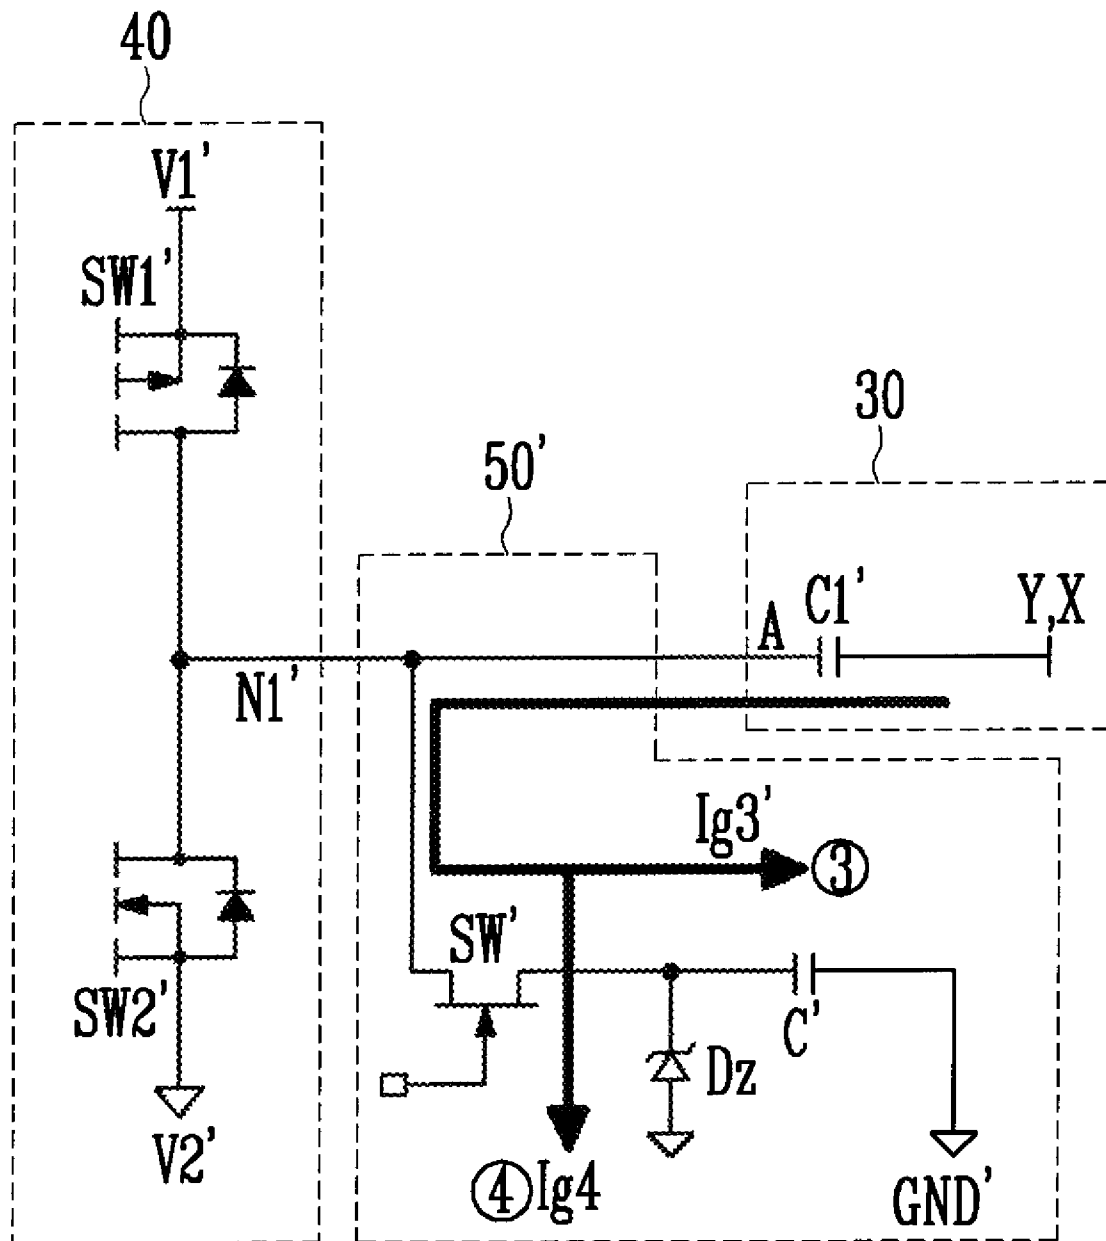 40
V1'
SW1'
30
50'
C1'
Y,X
A
N1'
Ig3'
③
SW'
SW2'
C'
Dz
V2'
④Ig4
GND'